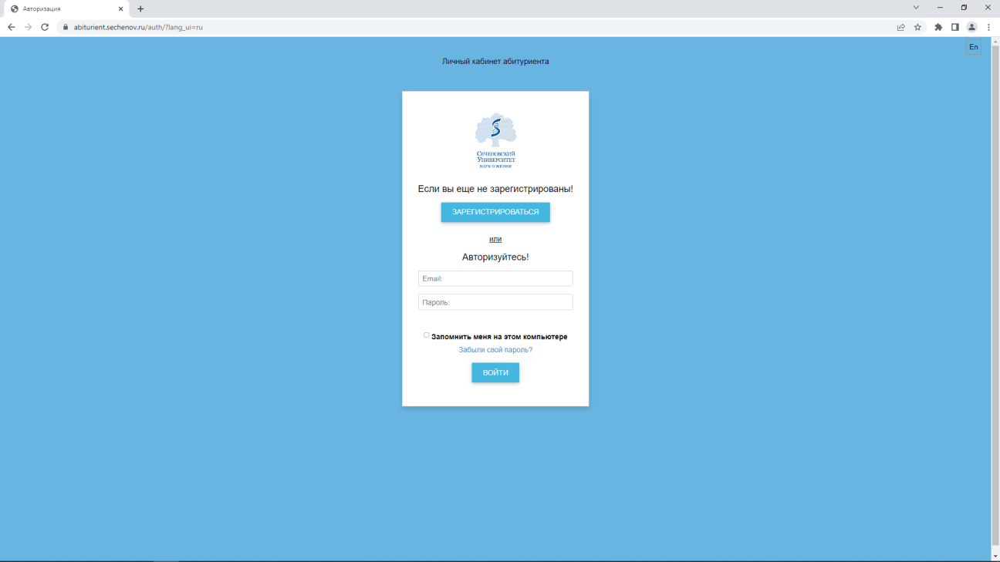 Авторизация
abiturient.sechenov.ru/auth/?lang_ui=ru
En
Личный кабинет абитуриента
Сеченовский
Университет
наук о жизни
Если вы еще не зарегистрированы!
ЗАРЕГИСТРИРОВАТЬСЯ
или
Авторизуйтесь!
Email:
Пароль:
Запомнить меня на этом компьютере
Забыли свой пароль?
ВОЙТИ